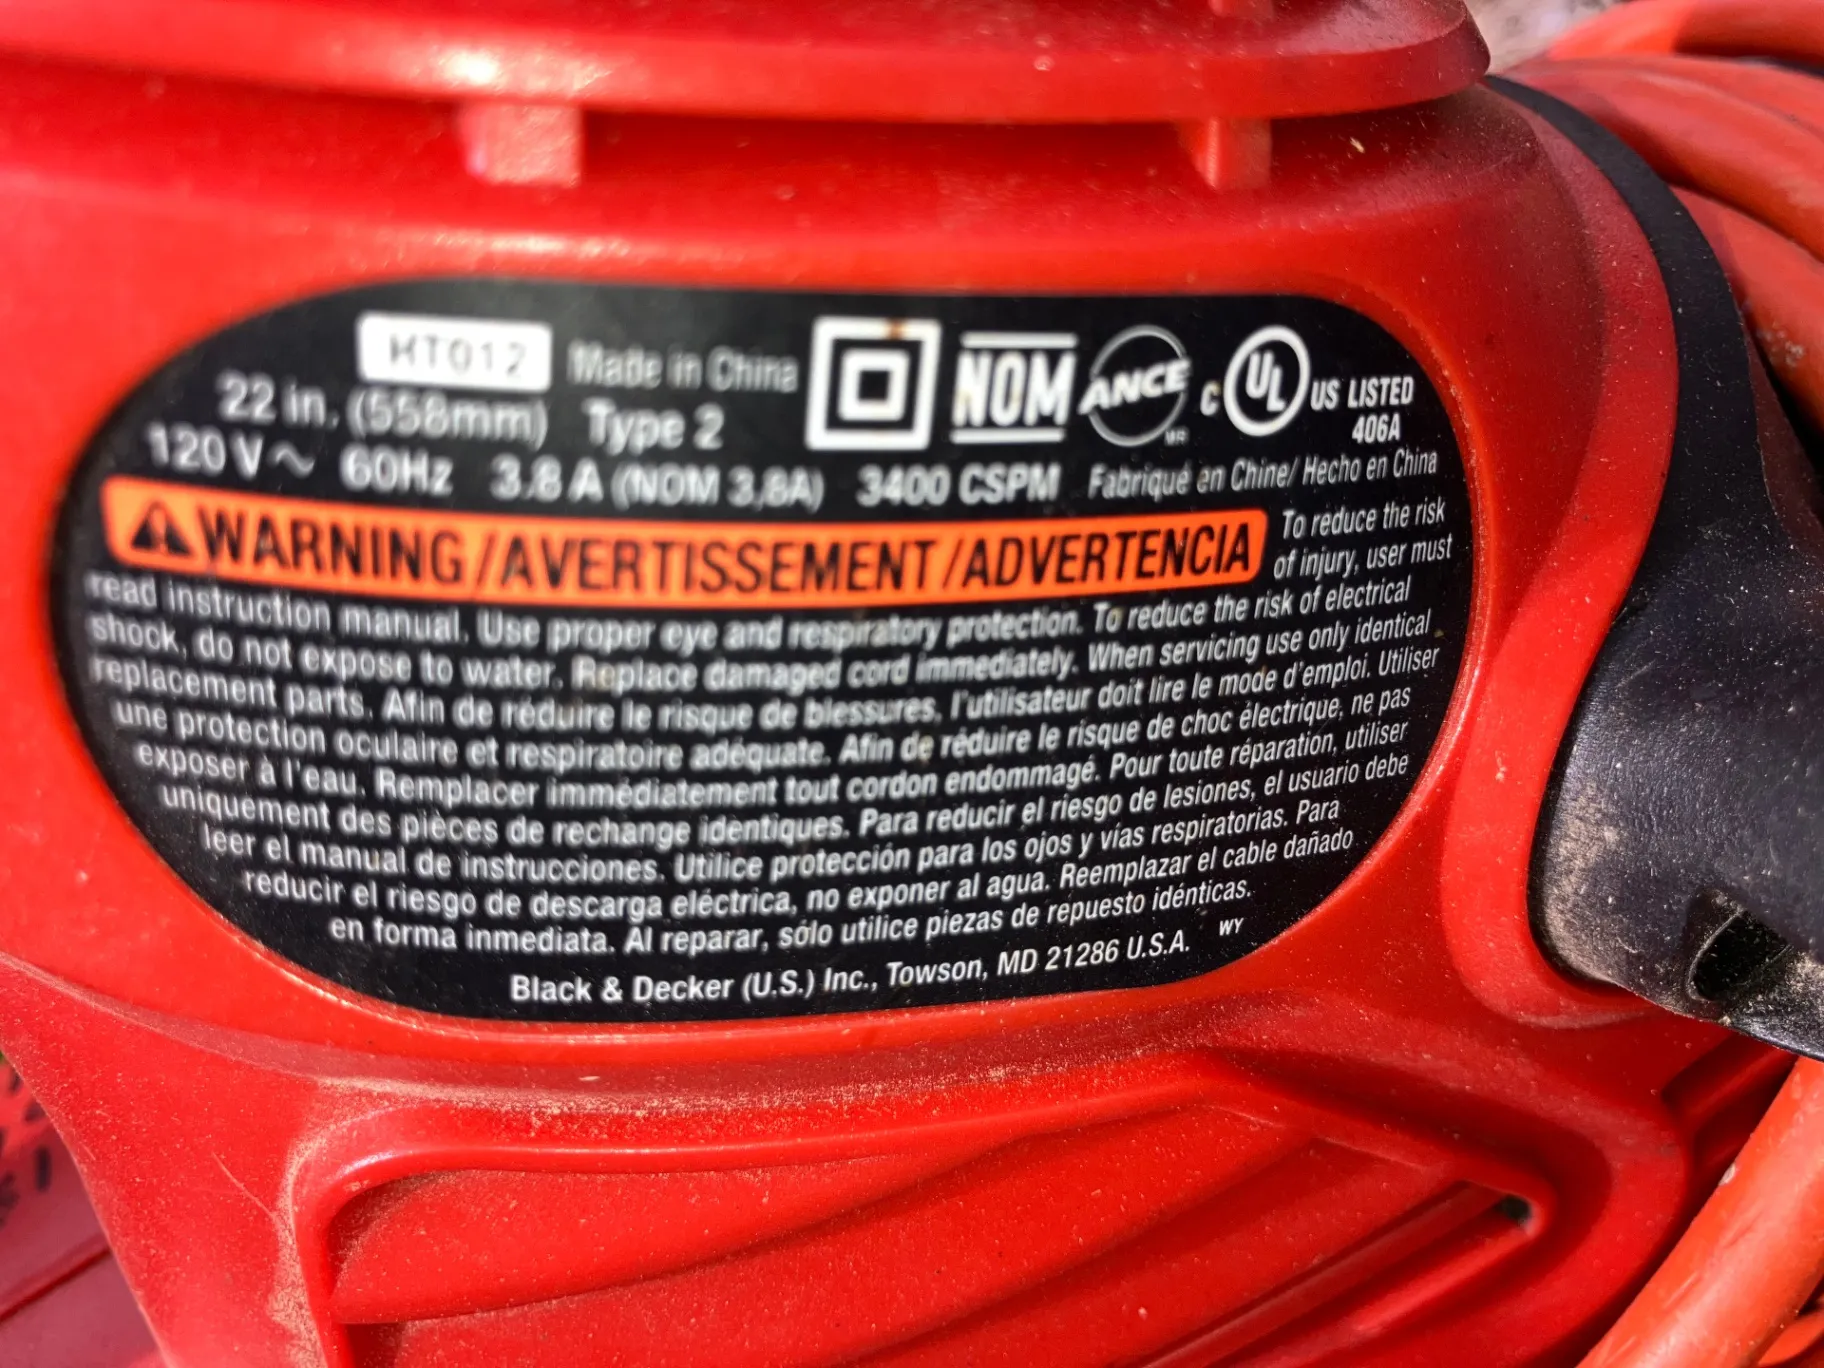 HT012 Made in China
22 in. (558mm) Type 2
NOM ANCE MR C UL US LISTED
406A
120 V ~ 60Hz 3.8 A (NOM 3,8A) 3400 CSPM Fabriqué en Chine/ Hecho en China
WARNING/AVERTISSEMENT/ADVERTENCIA To reduce the risk
of injury, user must
read instruction manual. Use proper eye and respiratory protection. To reduce the risk of electrical
shock, do not expose to water. Replace damaged cord immediately. When servicing use only identical
replacement parts. Afin de réduire le risque de blessures, l'utilisateur doit lire le mode d'emploi. Utiliser
une protection oculaire et respiratoire adéquate. Afin de réduire le risque de choc électrique, ne pas
exposer à l'eau. Remplacer immédiatement tout cordon endommagé. Pour toute réparation, utiliser
uniquement des pièces de rechange identiques. Para reducir el riesgo de lesiones, el usuario debe
leer el manual de instrucciones. Utilice protección para los ojos y vías respiratorias. Para
reducir el riesgo de descarga eléctrica, no exponer al agua. Reemplazar el cable dañado
en forma inmediata. Al reparar, sólo utilice piezas de repuesto idénticas.
Black & Decker (U.S.) Inc., Towson, MD 21286 U.S.A. WY